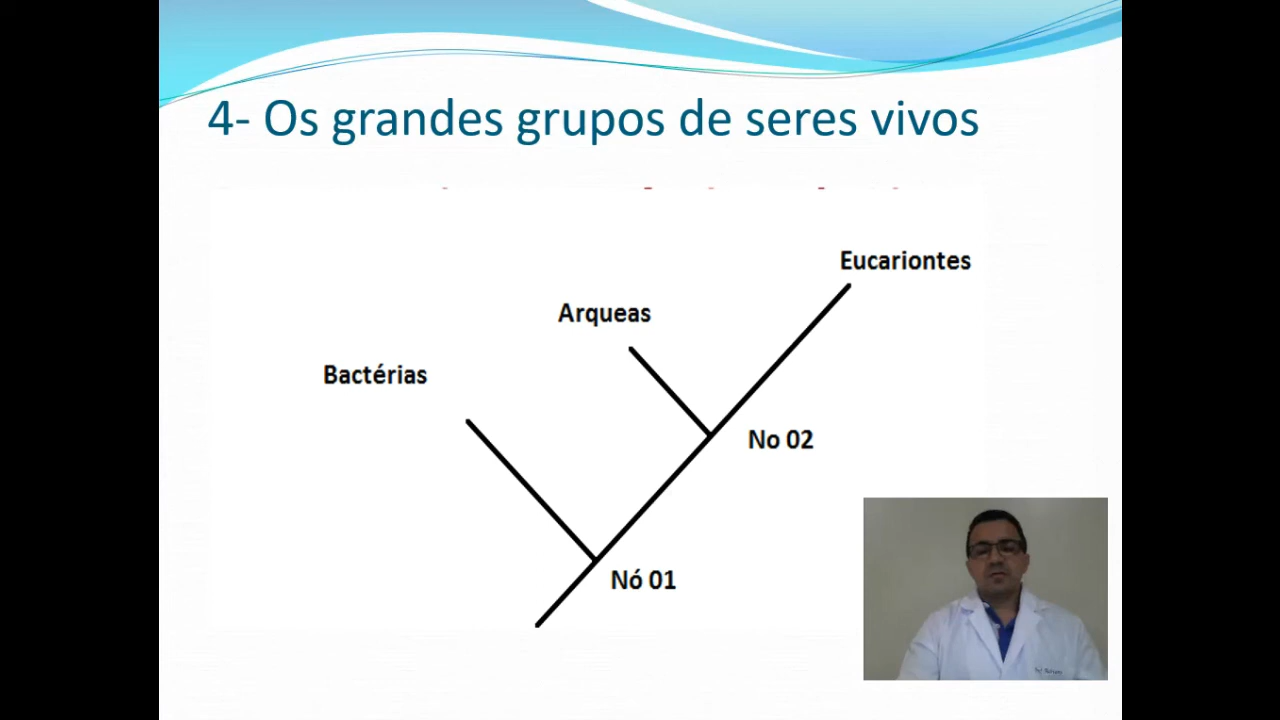 4- Os grandes grupos de seres vivos
Eucariontes
Arqueas
Bactérias
No 02
Nó 01